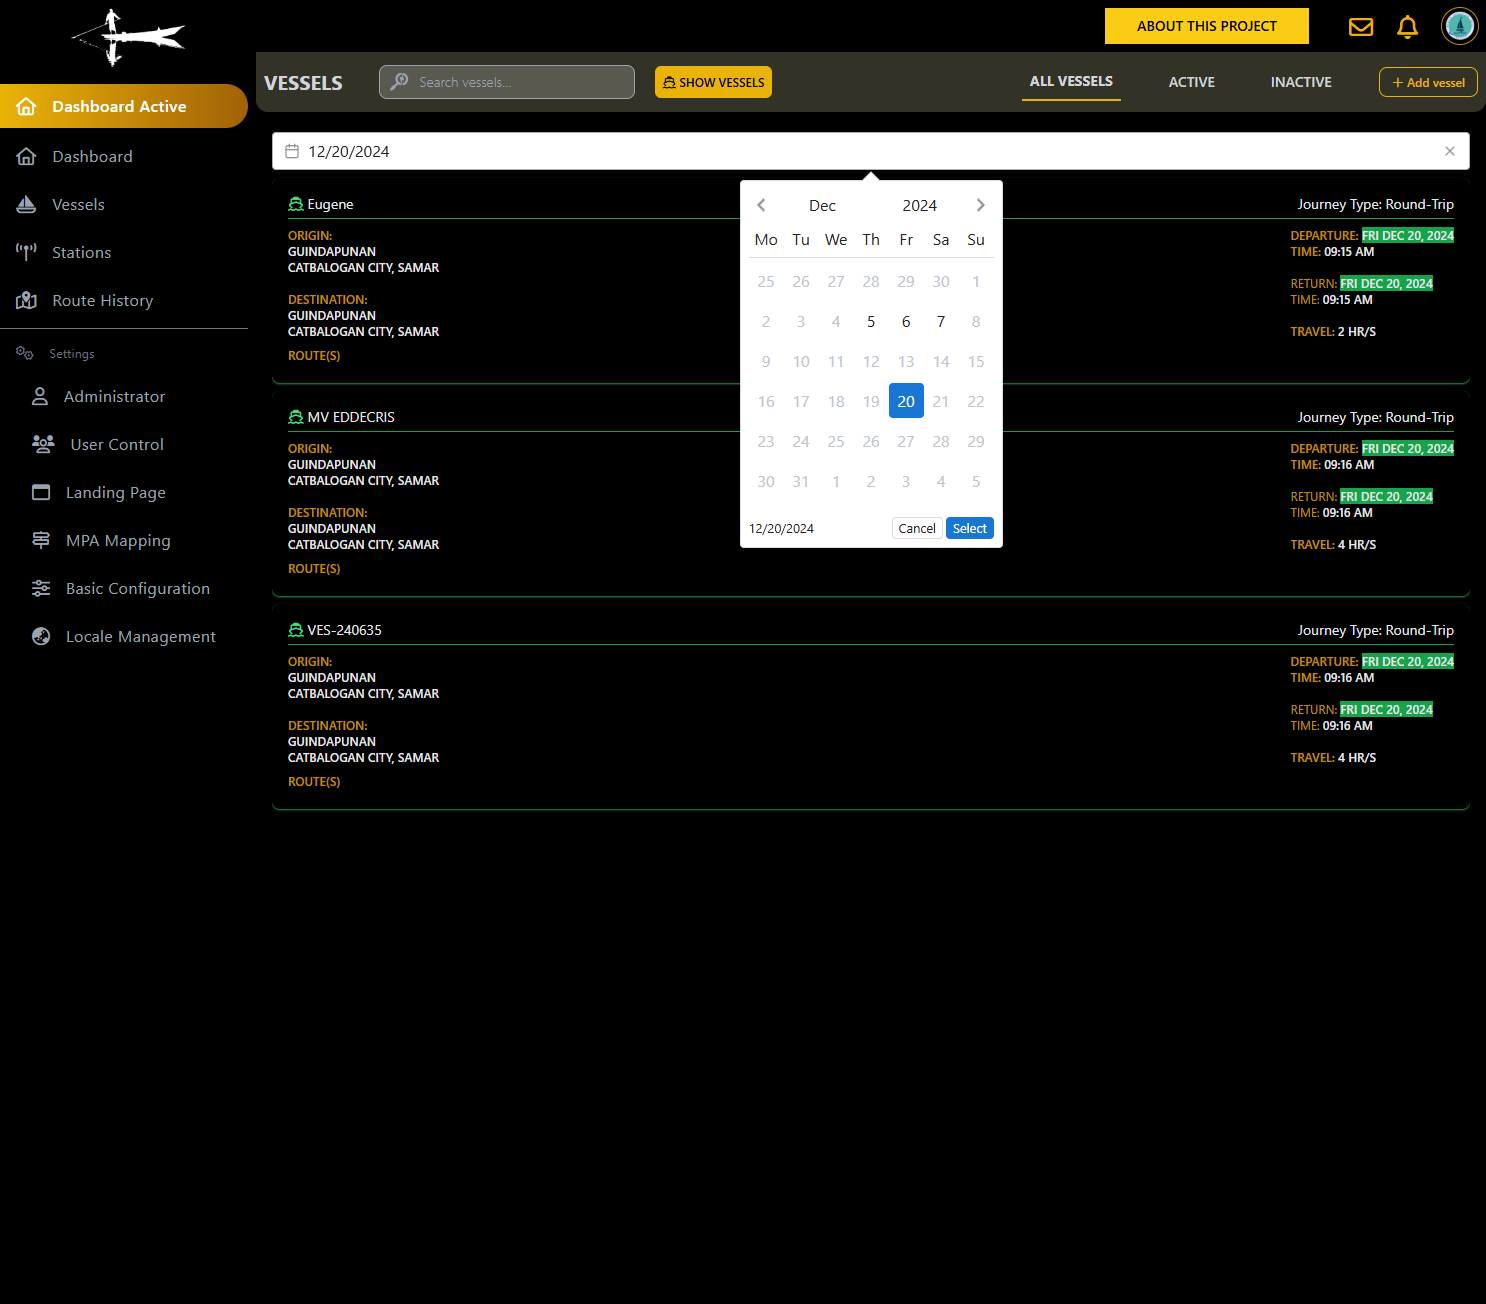 ABOUT THIS PROJECT
VESSELS
Search vessels...
SHOW VESSELS
ALL VESSELS
ACTIVE
INACTIVE
+ Add vessel
Dashboard Active
Dashboard
Vessels
Stations
Route History
Settings
Administrator
User Control
Landing Page
MPA Mapping
Basic Configuration
Locale Management
12/20/2024
Eugene
Journey Type: Round-Trip
ORIGIN:
GUINDAPUNAN
CATBALOGAN CITY, SAMAR
DESTINATION:
GUINDAPUNAN
CATBALOGAN CITY, SAMAR
ROUTE(S)
DEPARTURE: FRI DEC 20, 2024
TIME: 09:15 AM
RETURN: FRI DEC 20, 2024
TIME: 09:15 AM
TRAVEL: 2 HR/S
Dec 2024
Mo Tu We Th Fr Sa Su
25 26 27 28 29 30 1
2 3 4 5 6 7 8
9 10 11 12 13 14 15
16 17 18 19 20 21 22
23 24 25 26 27 28 29
30 31 1 2 3 4 5
12/20/2024
Cancel
Select
MV EDDECRIS
Journey Type: Round-Trip
ORIGIN:
GUINDAPUNAN
CATBALOGAN CITY, SAMAR
DESTINATION:
GUINDAPUNAN
CATBALOGAN CITY, SAMAR
ROUTE(S)
DEPARTURE: FRI DEC 20, 2024
TIME: 09:16 AM
RETURN: FRI DEC 20, 2024
TIME: 09:16 AM
TRAVEL: 4 HR/S
VES-240635
Journey Type: Round-Trip
ORIGIN:
GUINDAPUNAN
CATBALOGAN CITY, SAMAR
DESTINATION:
GUINDAPUNAN
CATBALOGAN CITY, SAMAR
ROUTE(S)
DEPARTURE: FRI DEC 20, 2024
TIME: 09:16 AM
RETURN: FRI DEC 20, 2024
TIME: 09:16 AM
TRAVEL: 4 HR/S